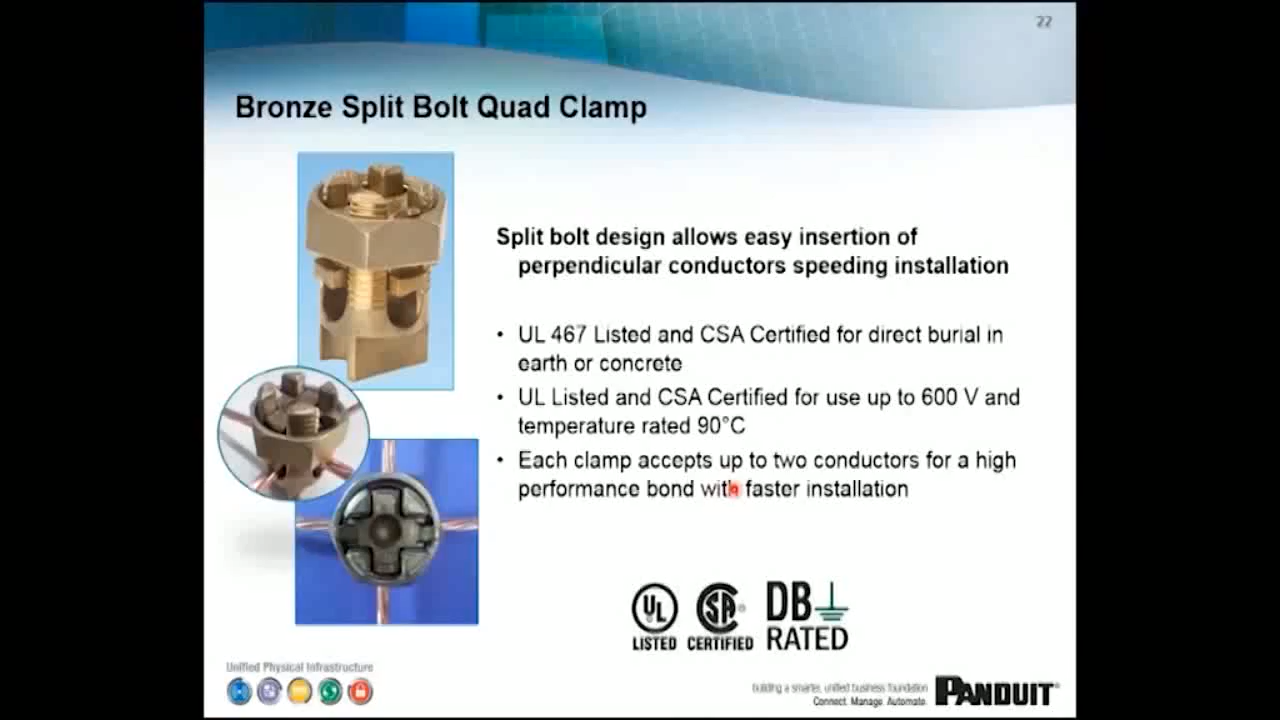 22
Bronze Split Bolt Quad Clamp
Split bolt design allows easy insertion of
perpendicular conductors speeding installation
• UL 467 Listed and CSA Certified for direct burial in
earth or concrete
• UL Listed and CSA Certified for use up to 600 V and
temperature rated 90°C
• Each clamp accepts up to two conductors for a high
performance bond with faster installation
UL
LISTED
SA
CERTIFIED
DB
RATED
Unified Physical Infrastructure
building a smarter, unified business foundation
Connect. Manage. Automate.
PANDUIT